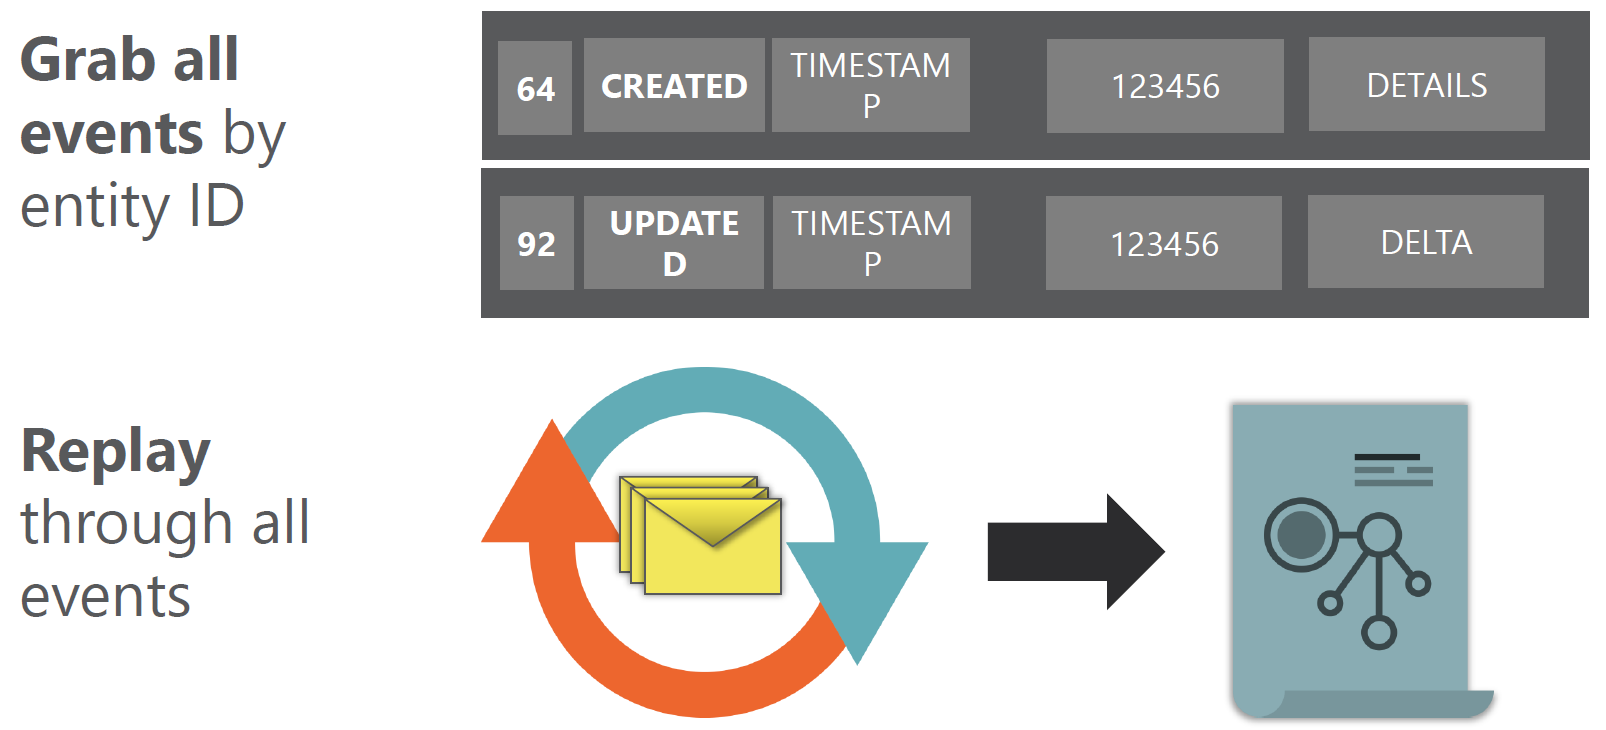 Grab all
events by
entity ID
64
CREATED
TIMESTAM
P
123456
DETAILS
92
UPDATE
D
TIMESTAM
P
123456
DELTA
Replay
through all
events